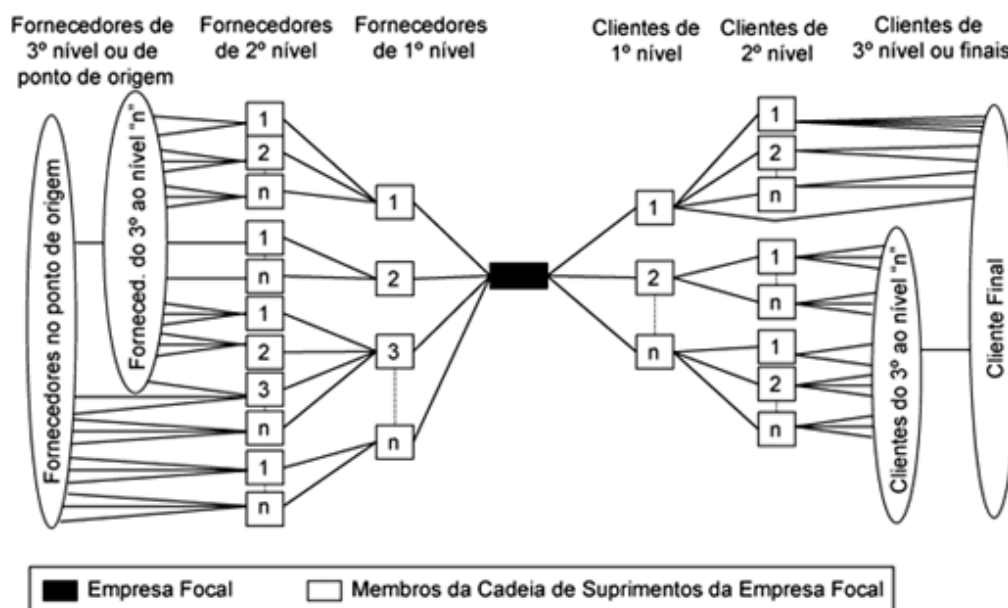 Fornecedores de
3º nível ou de
ponto de origem
Fornecedores
de 2º nível
Fornecedores
de 1º nível
Clientes de
1º nível
Clientes de
2º nível
Clientes de
3º nível ou finais
Fornecedores no ponto de origem
Forneced. do 3º ao nível "n"
1
2
n
1
n
1
2
3
n
1
n
1
2
3
n
1
2
n
1
2
n
1
n
1
2
n
Clientes do 3º ao nível "n"
Cliente Final
Empresa Focal
Membros da Cadeia de Suprimentos da Empresa Focal